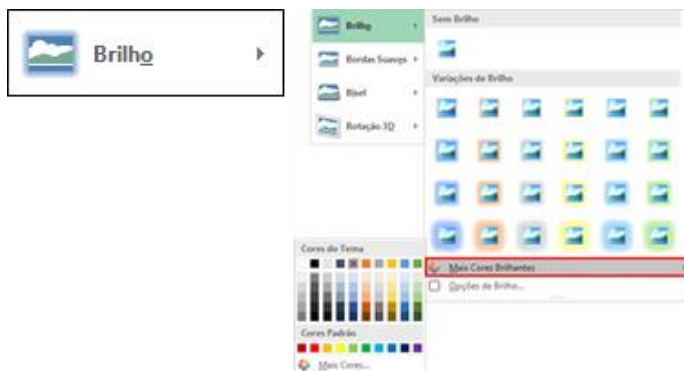 Brilho
Brilho
Bordas Suaves
Bisel
Rotação 3D
Sem Brilho
Variações de Brilho
Mais Cores Brilhantes
Opções de Brilho...
Cores do Tema
Cores Padrão
Mais Cores...